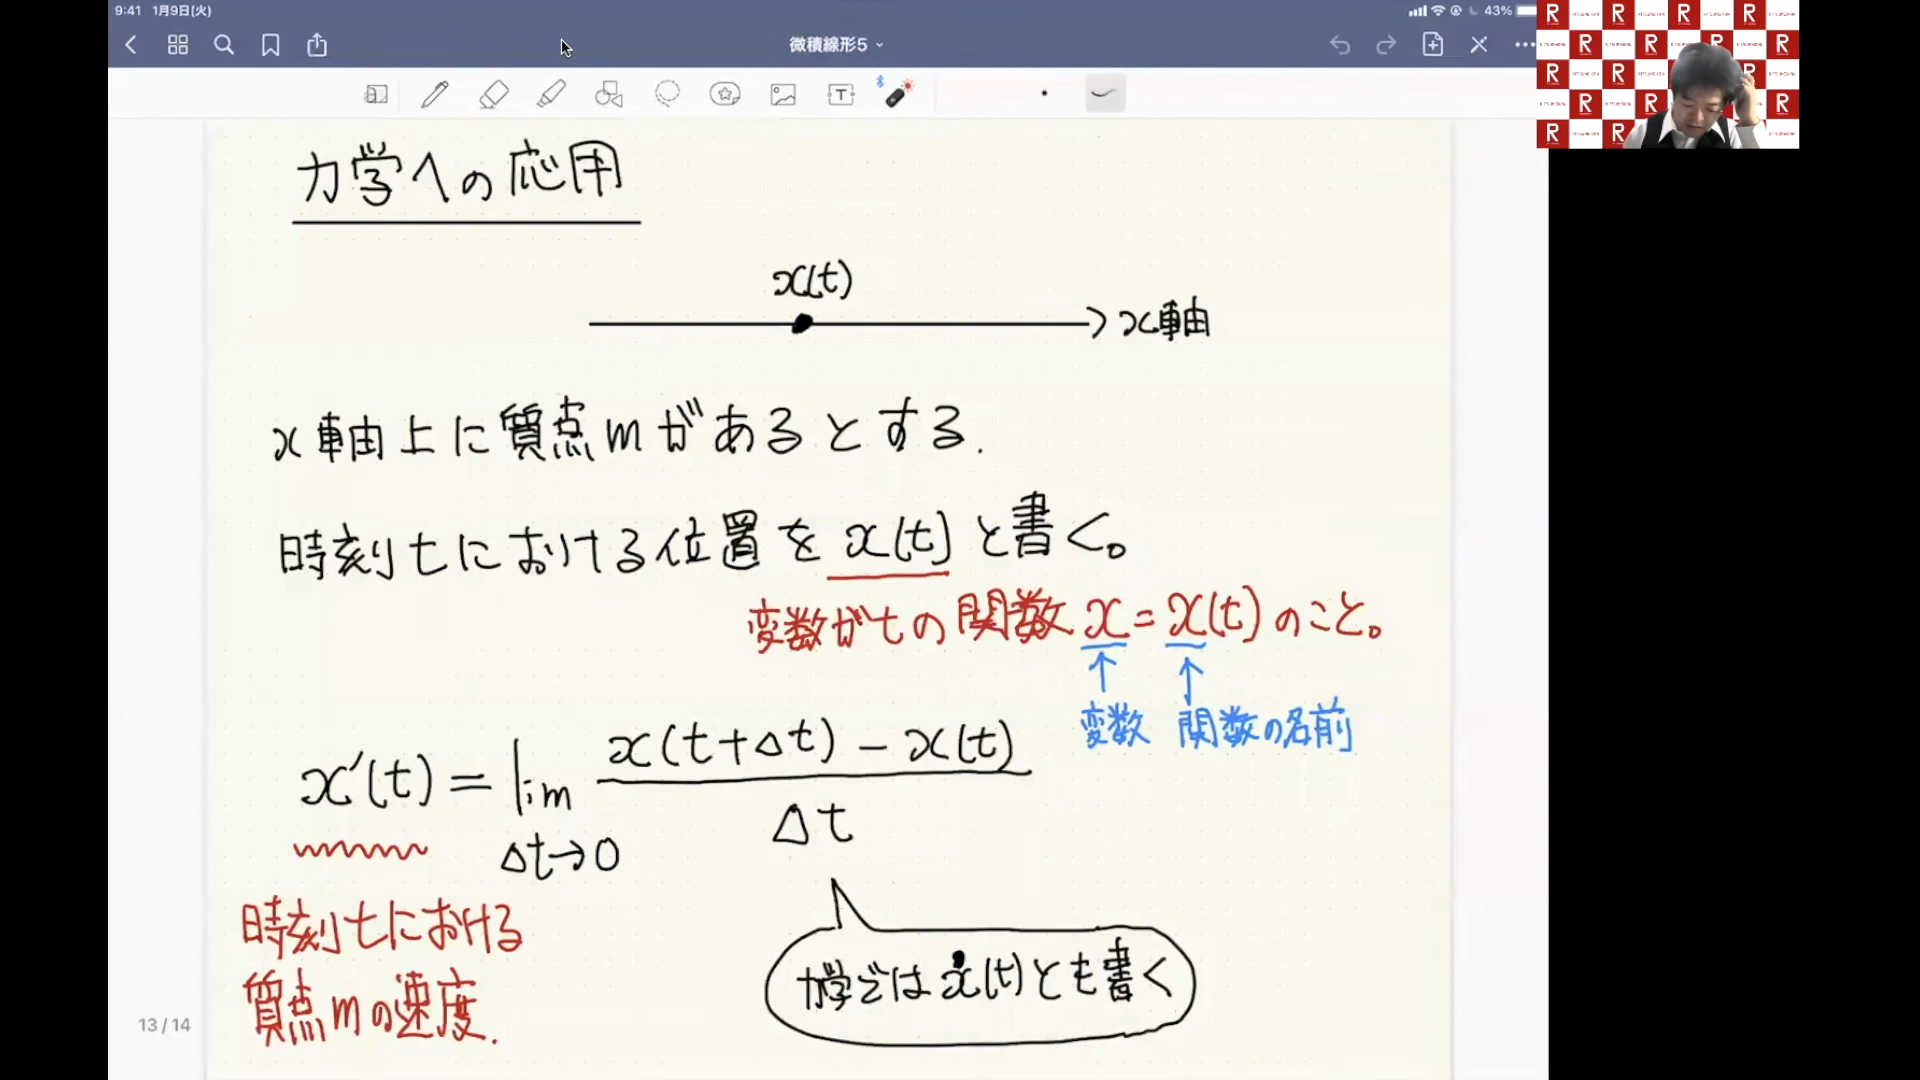 9:41 1月9日(火)
43%
微積線形5
力学への応用
x(t)
x軸
x軸上に質点mがあるとする.
時刻tにおける位置をx(t)と書く。
変数がtの関数x=x(t)のこと。
変数 関数の名前
x'(t) = lim x(t+Δt) - x(t)
Δt→0 Δt
時刻tにおける
質点mの速度.
力学ではẋ(t)とも書く
13/14